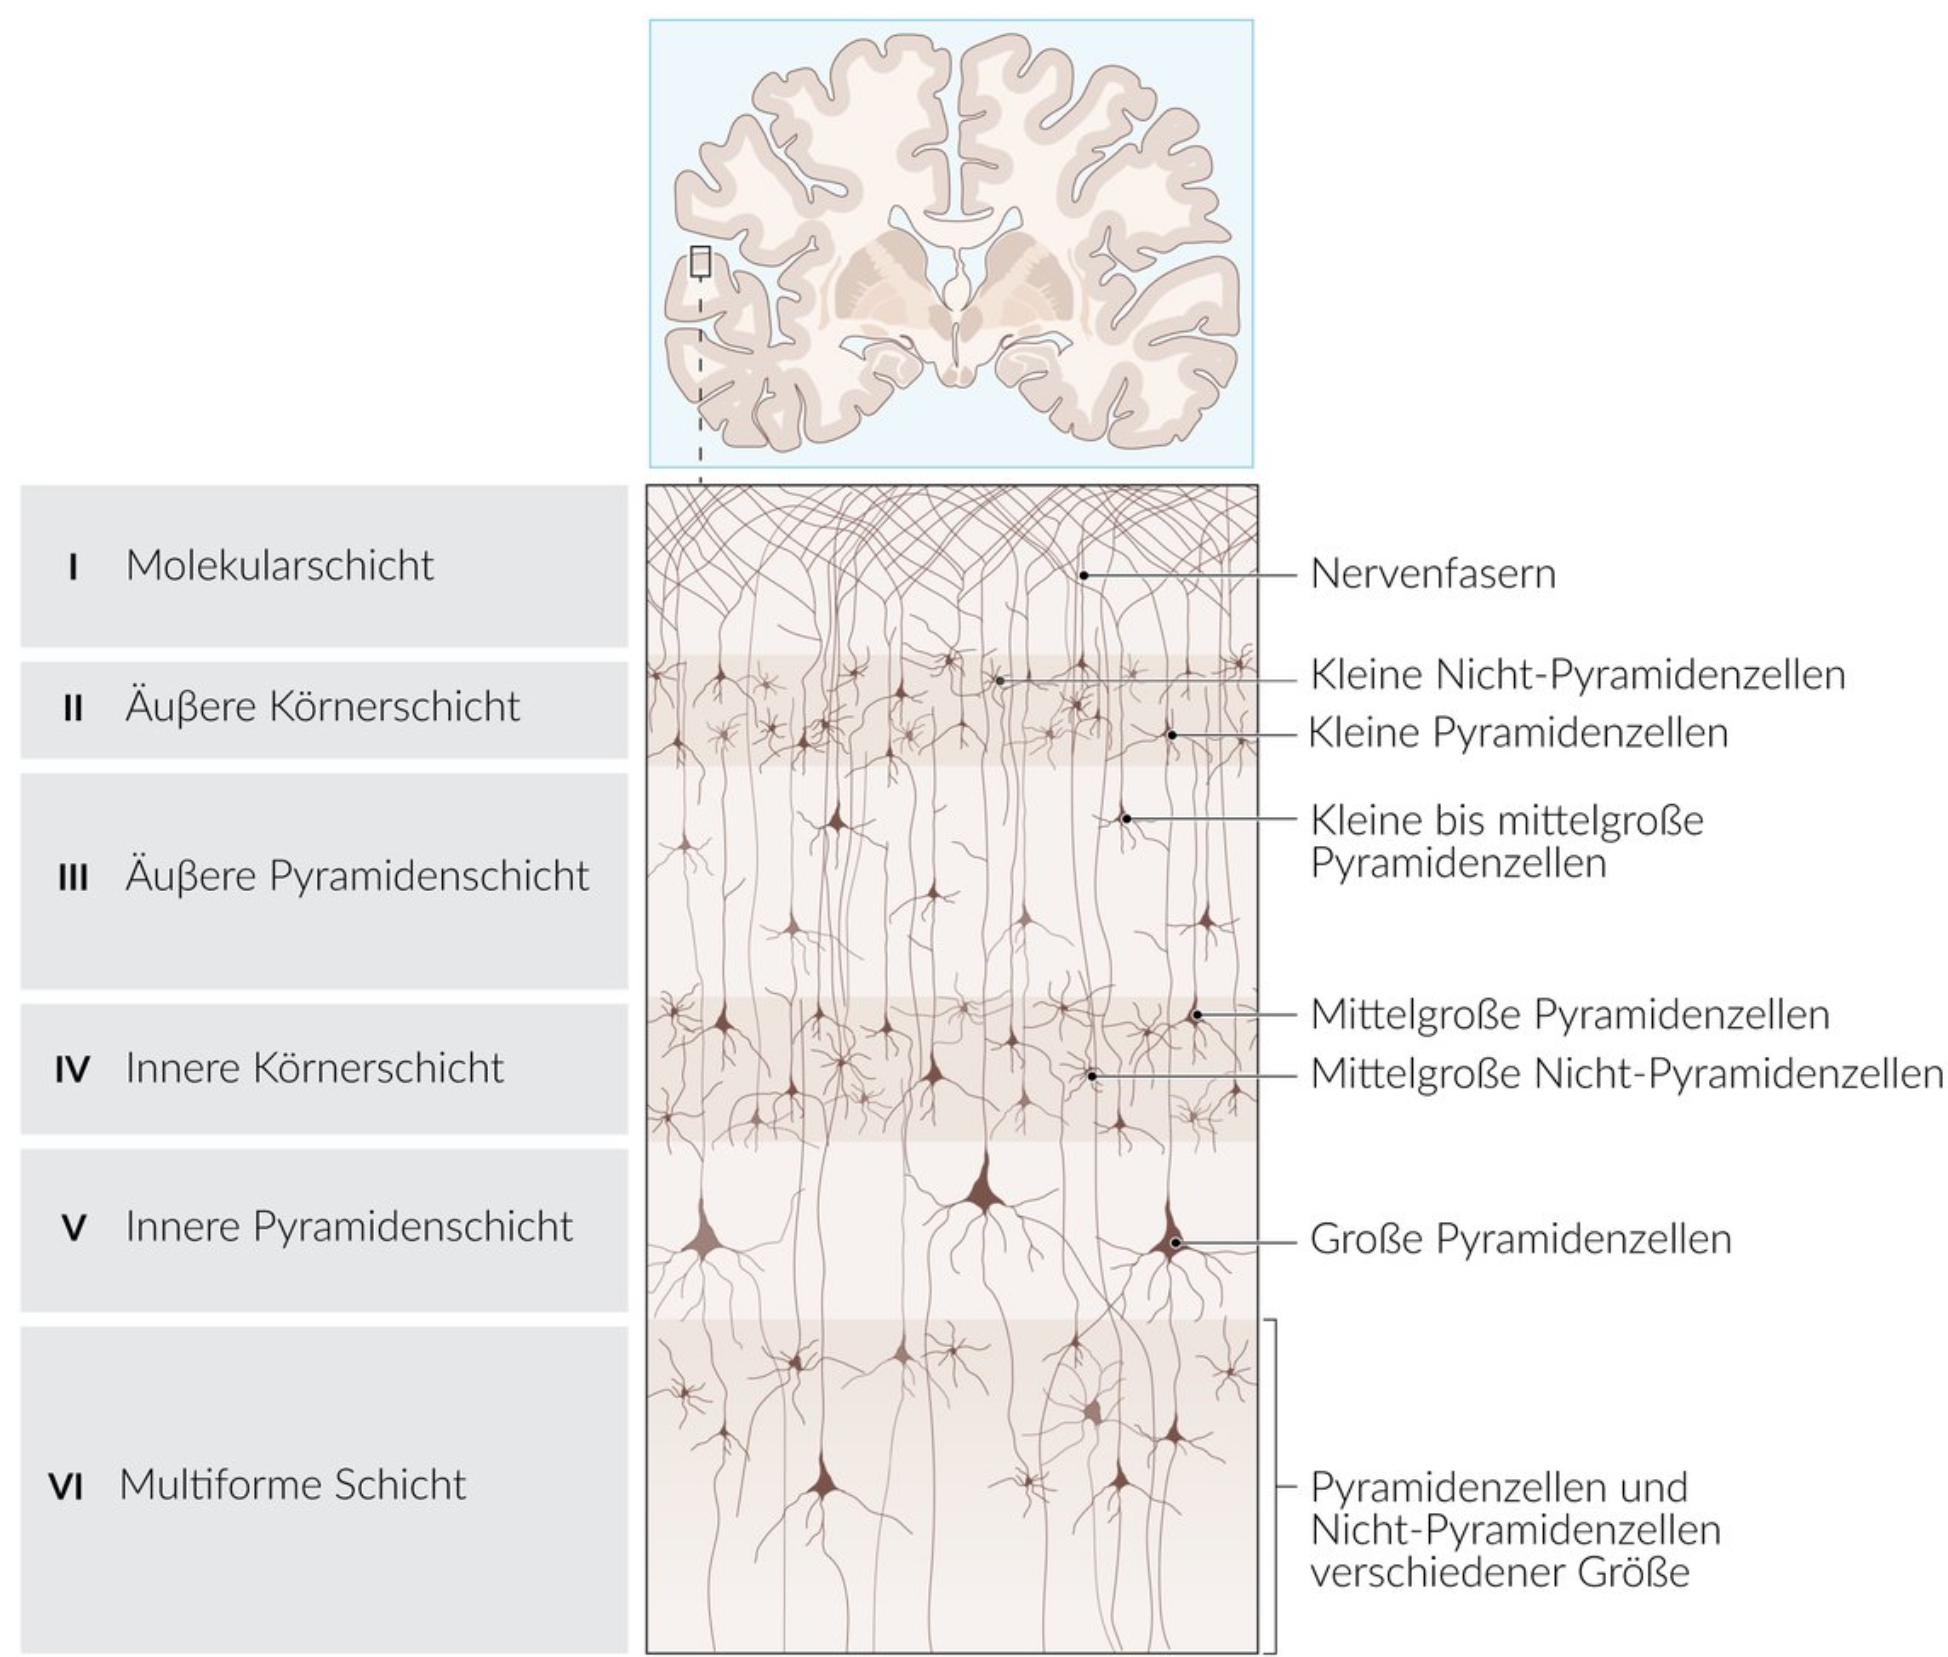 I Molekularschicht
Nervenfasern
II Äußere Körnerschicht
Kleine Nicht-Pyramidenzellen
Kleine Pyramidenzellen
III Äußere Pyramidenschicht
Kleine bis mittelgroße
Pyramidenzellen
IV Innere Körnerschicht
Mittelgroße Pyramidenzellen
Mittelgroße Nicht-Pyramidenzellen
V Innere Pyramidenschicht
Große Pyramidenzellen
VI Multiforme Schicht
Pyramidenzellen und
Nicht-Pyramidenzellen
verschiedener Größe